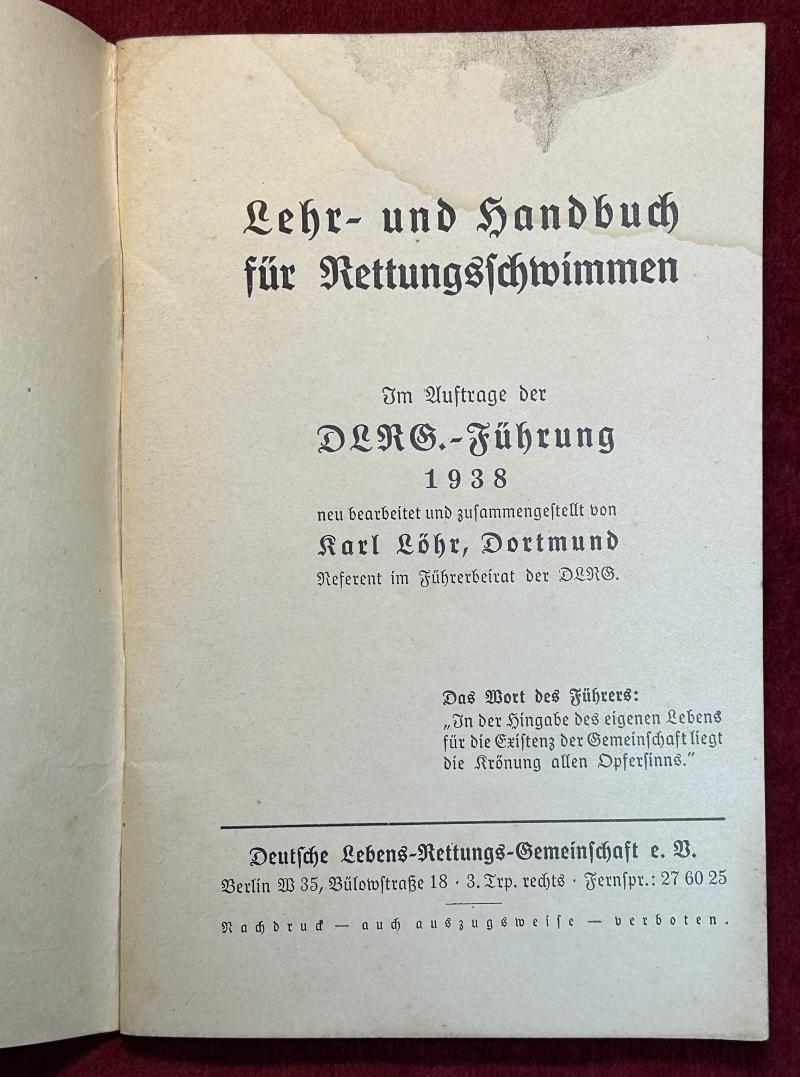 Lehr- und Handbuch
für Rettungsschwimmen
Im Auftrage der
DLRG.-Führung
1938
neu bearbeitet und zusammengestellt von
Karl Löhr, Dortmund
Referent im Führerbeirat der DLRG.
Das Wort des Führers:
„In der Hingabe des eigenen Lebens
für die Existenz der Gemeinschaft liegt
die Krönung allen Opfersinns.“
Deutsche Lebens-Rettungs-Gemeinschaft e. V.
Berlin W 35, Bülowstraße 18 · 3. Trp. rechts · Fernspr.: 27 60 25
Nachdruck — auch auszugsweise — verboten.